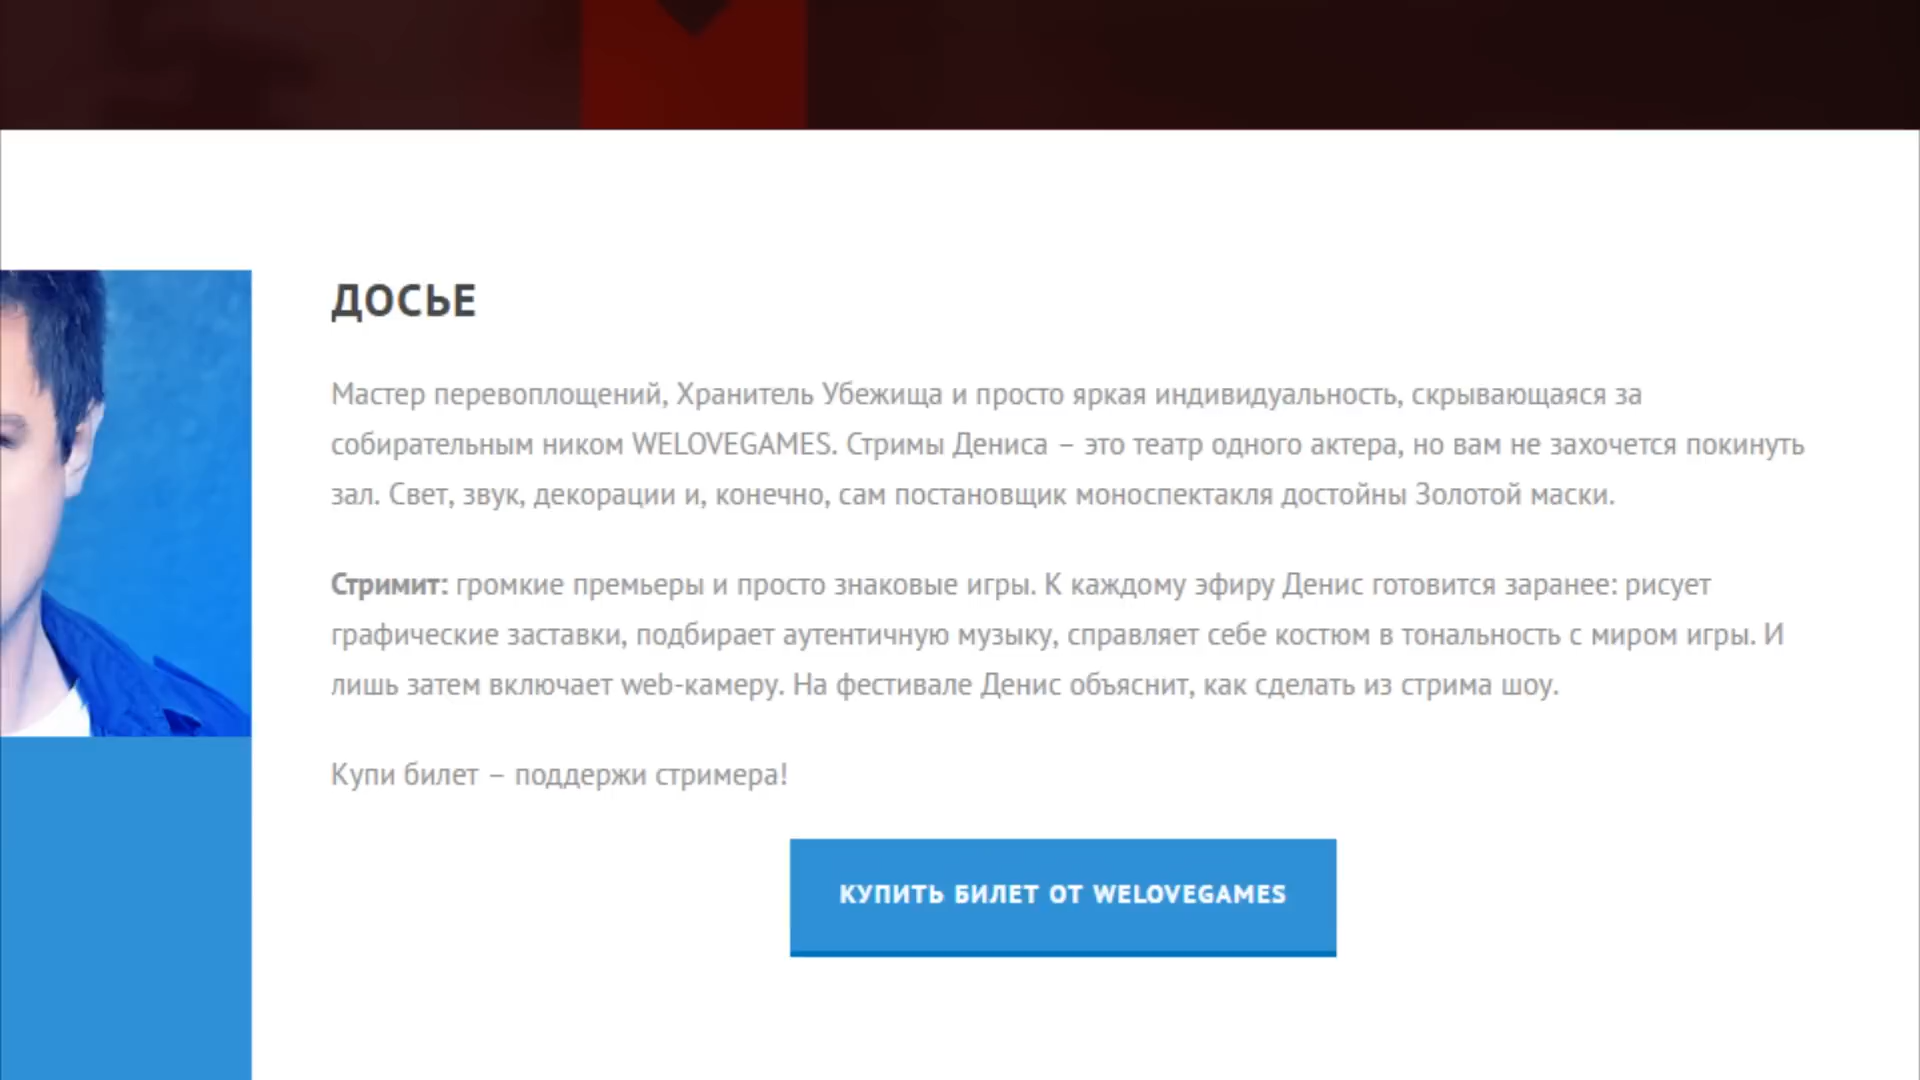 ДОСЬЕ
Мастер перевоплощений, Хранитель Убежища и просто яркая индивидуальность, скрывающаяся за
собирательным ником WELOVEGAMES. Стримы Дениса – это театр одного актера, но вам не захочется покинуть
зал. Свет, звук, декорации и, конечно, сам постановщик моноспектакля достойны Золотой маски.
Стримит: громкие премьеры и просто знаковые игры. К каждому эфиру Денис готовится заранее: рисует
графические заставки, подбирает аутентичную музыку, справляет себе костюм в тональность с миром игры. И
лишь затем включает web-камеру. На фестивале Денис объяснит, как сделать из стрима шоу.
Купи билет – поддержи стримера!
КУПИТЬ БИЛЕТ ОТ WELOVEGAMES